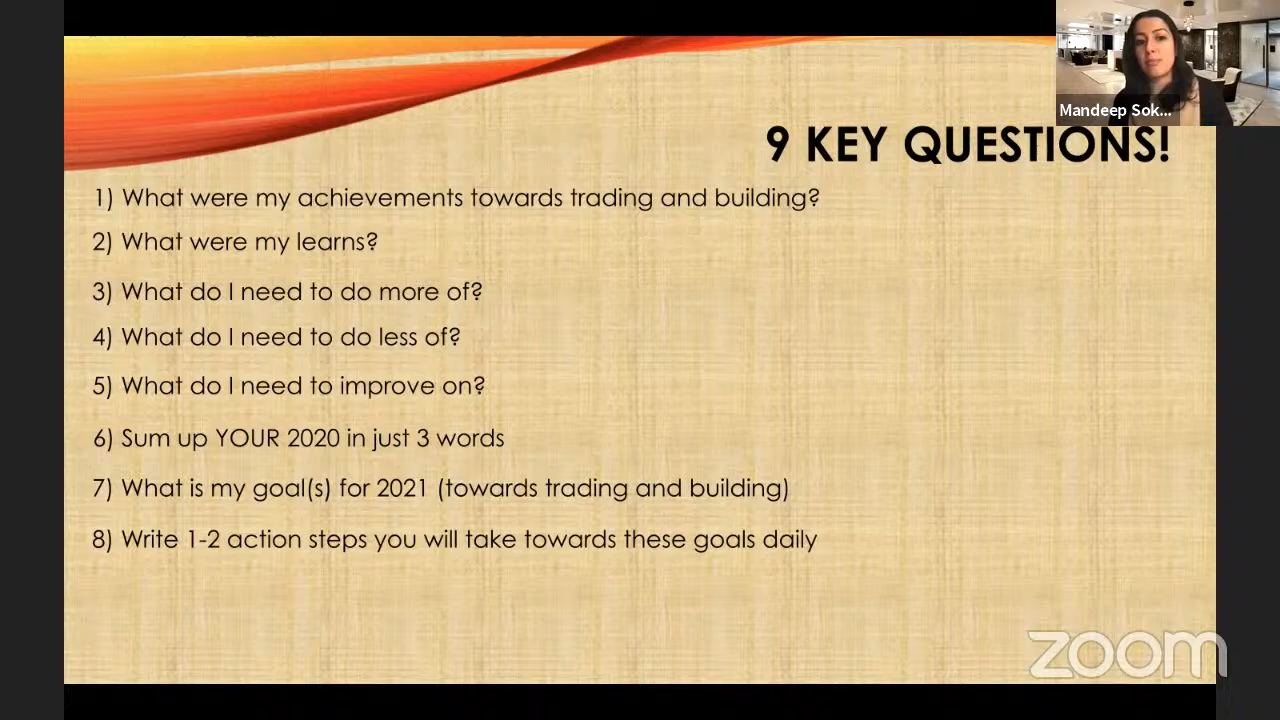 Mandeep Sok...
9 KEY QUESTIONS!
1) What were my achievements towards trading and building?
2) What were my learns?
3) What do I need to do more of?
4) What do I need to do less of?
5) What do I need to improve on?
6) Sum up YOUR 2020 in just 3 words
7) What is my goal(s) for 2021 (towards trading and building)
8) Write 1-2 action steps you will take towards these goals daily
zoom